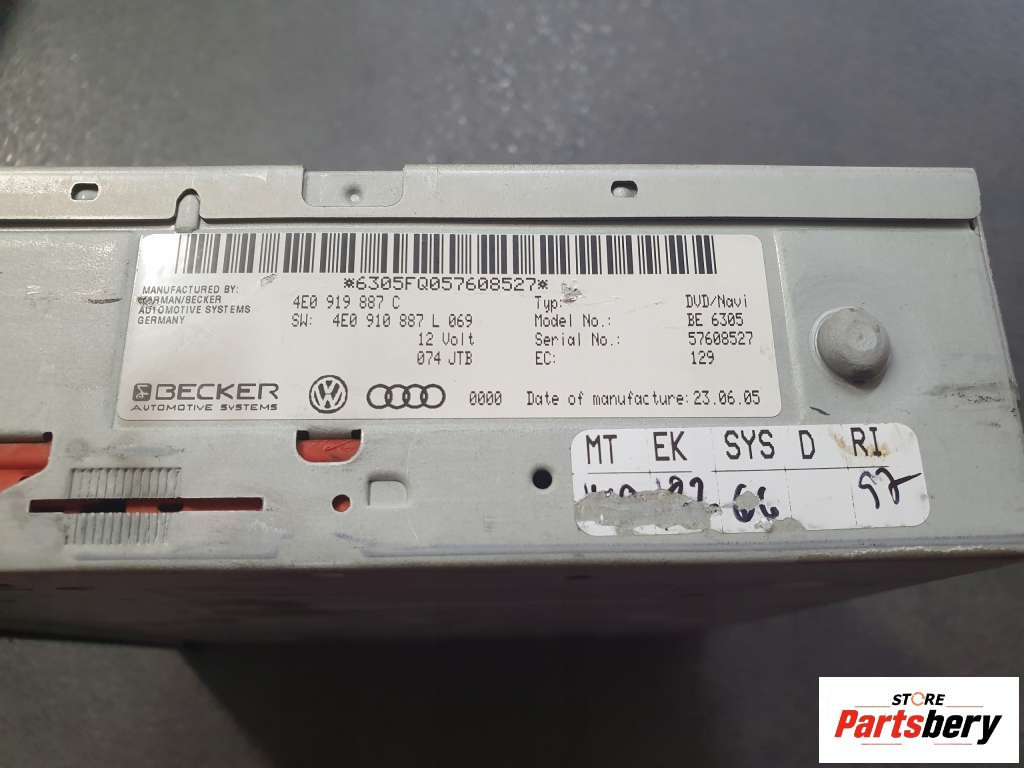 *6305FQ057608527*
MANUFACTURED BY:
HARMAN/BECKER
AUTOMOTIVE SYSTEMS
GERMANY
4E0 919 887 C
SW: 4E0 910 887 L 069
12 Volt
074 JTB
Typ: DVD/Navi
Model No.: BE 6305
Serial No.: 57608527
EC: 129
BECKER
AUTOMOTIVE SYSTEMS
0000 Date of manufacture: 23.06.05
MT EK SYS D RI
66 92
STORE
Partsbery